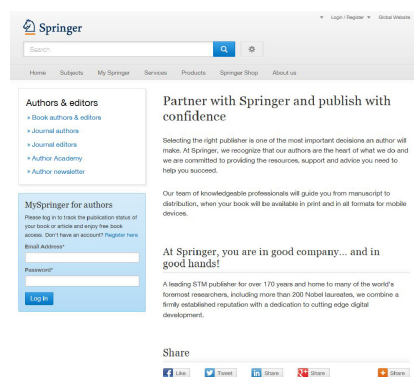 Login / Register Global Website
Springer
Search
Home Subjects My Springer Services Products Springer Shop About us
Authors & editors
» Book authors & editors
» Journal authors
» Journal editors
» Author Academy
» Author newsletter
MySpringer for authors
Please log in to track the publication status of
your book or article and enjoy free book
access. Don't have an account? Register here
Email Address*
Password*
Log in
Partner with Springer and publish with
confidence
Selecting the right publisher is one of the most important decisions an author will
make. At Springer, we recognize that our authors are the heart of what we do and
we are committed to providing the resources, support and advice you need to
help you succeed.
Our team of knowledgeable professionals will guide you from manuscript to
distribution, when your book will be available in print and in all formats for mobile
devices.
At Springer, you are in good company... and in
good hands!
A leading STM publisher for over 170 years and home to many of the world's
foremost researchers, including more than 200 Nobel laureates, we combine a
firmly established reputation with a dedication to cutting edge digital
development.
Share
Like Tweet Share Share Share